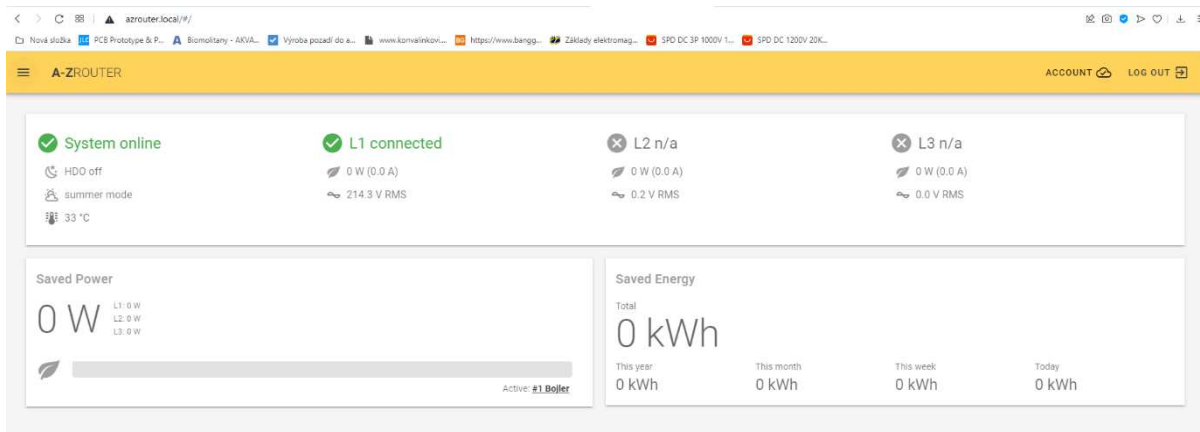 azrouter.local/#/
Nová složka PCB Prototype & P... Biomolitany - AKVA... Výroba pozadí do a... www.konvalinkovi.... https://www.bangg... Základy elektromag... SPD DC 3P 1000V 1... SPD DC 1200V 20K...
A-ZROUTER ACCOUNT LOG OUT
System online L1 connected L2 n/a L3 n/a
HDO off 0 W (0.0 A) 0 W (0.0 A) 0 W (0.0 A)
summer mode 214.3 V RMS 0.2 V RMS 0.0 V RMS
33 °C
Saved Power
0 W
L1: 0 W
L2: 0 W
L3: 0 W
Active: #1 Bojler
Saved Energy
Total
0 kWh
This year This month This week Today
0 kWh 0 kWh 0 kWh 0 kWh